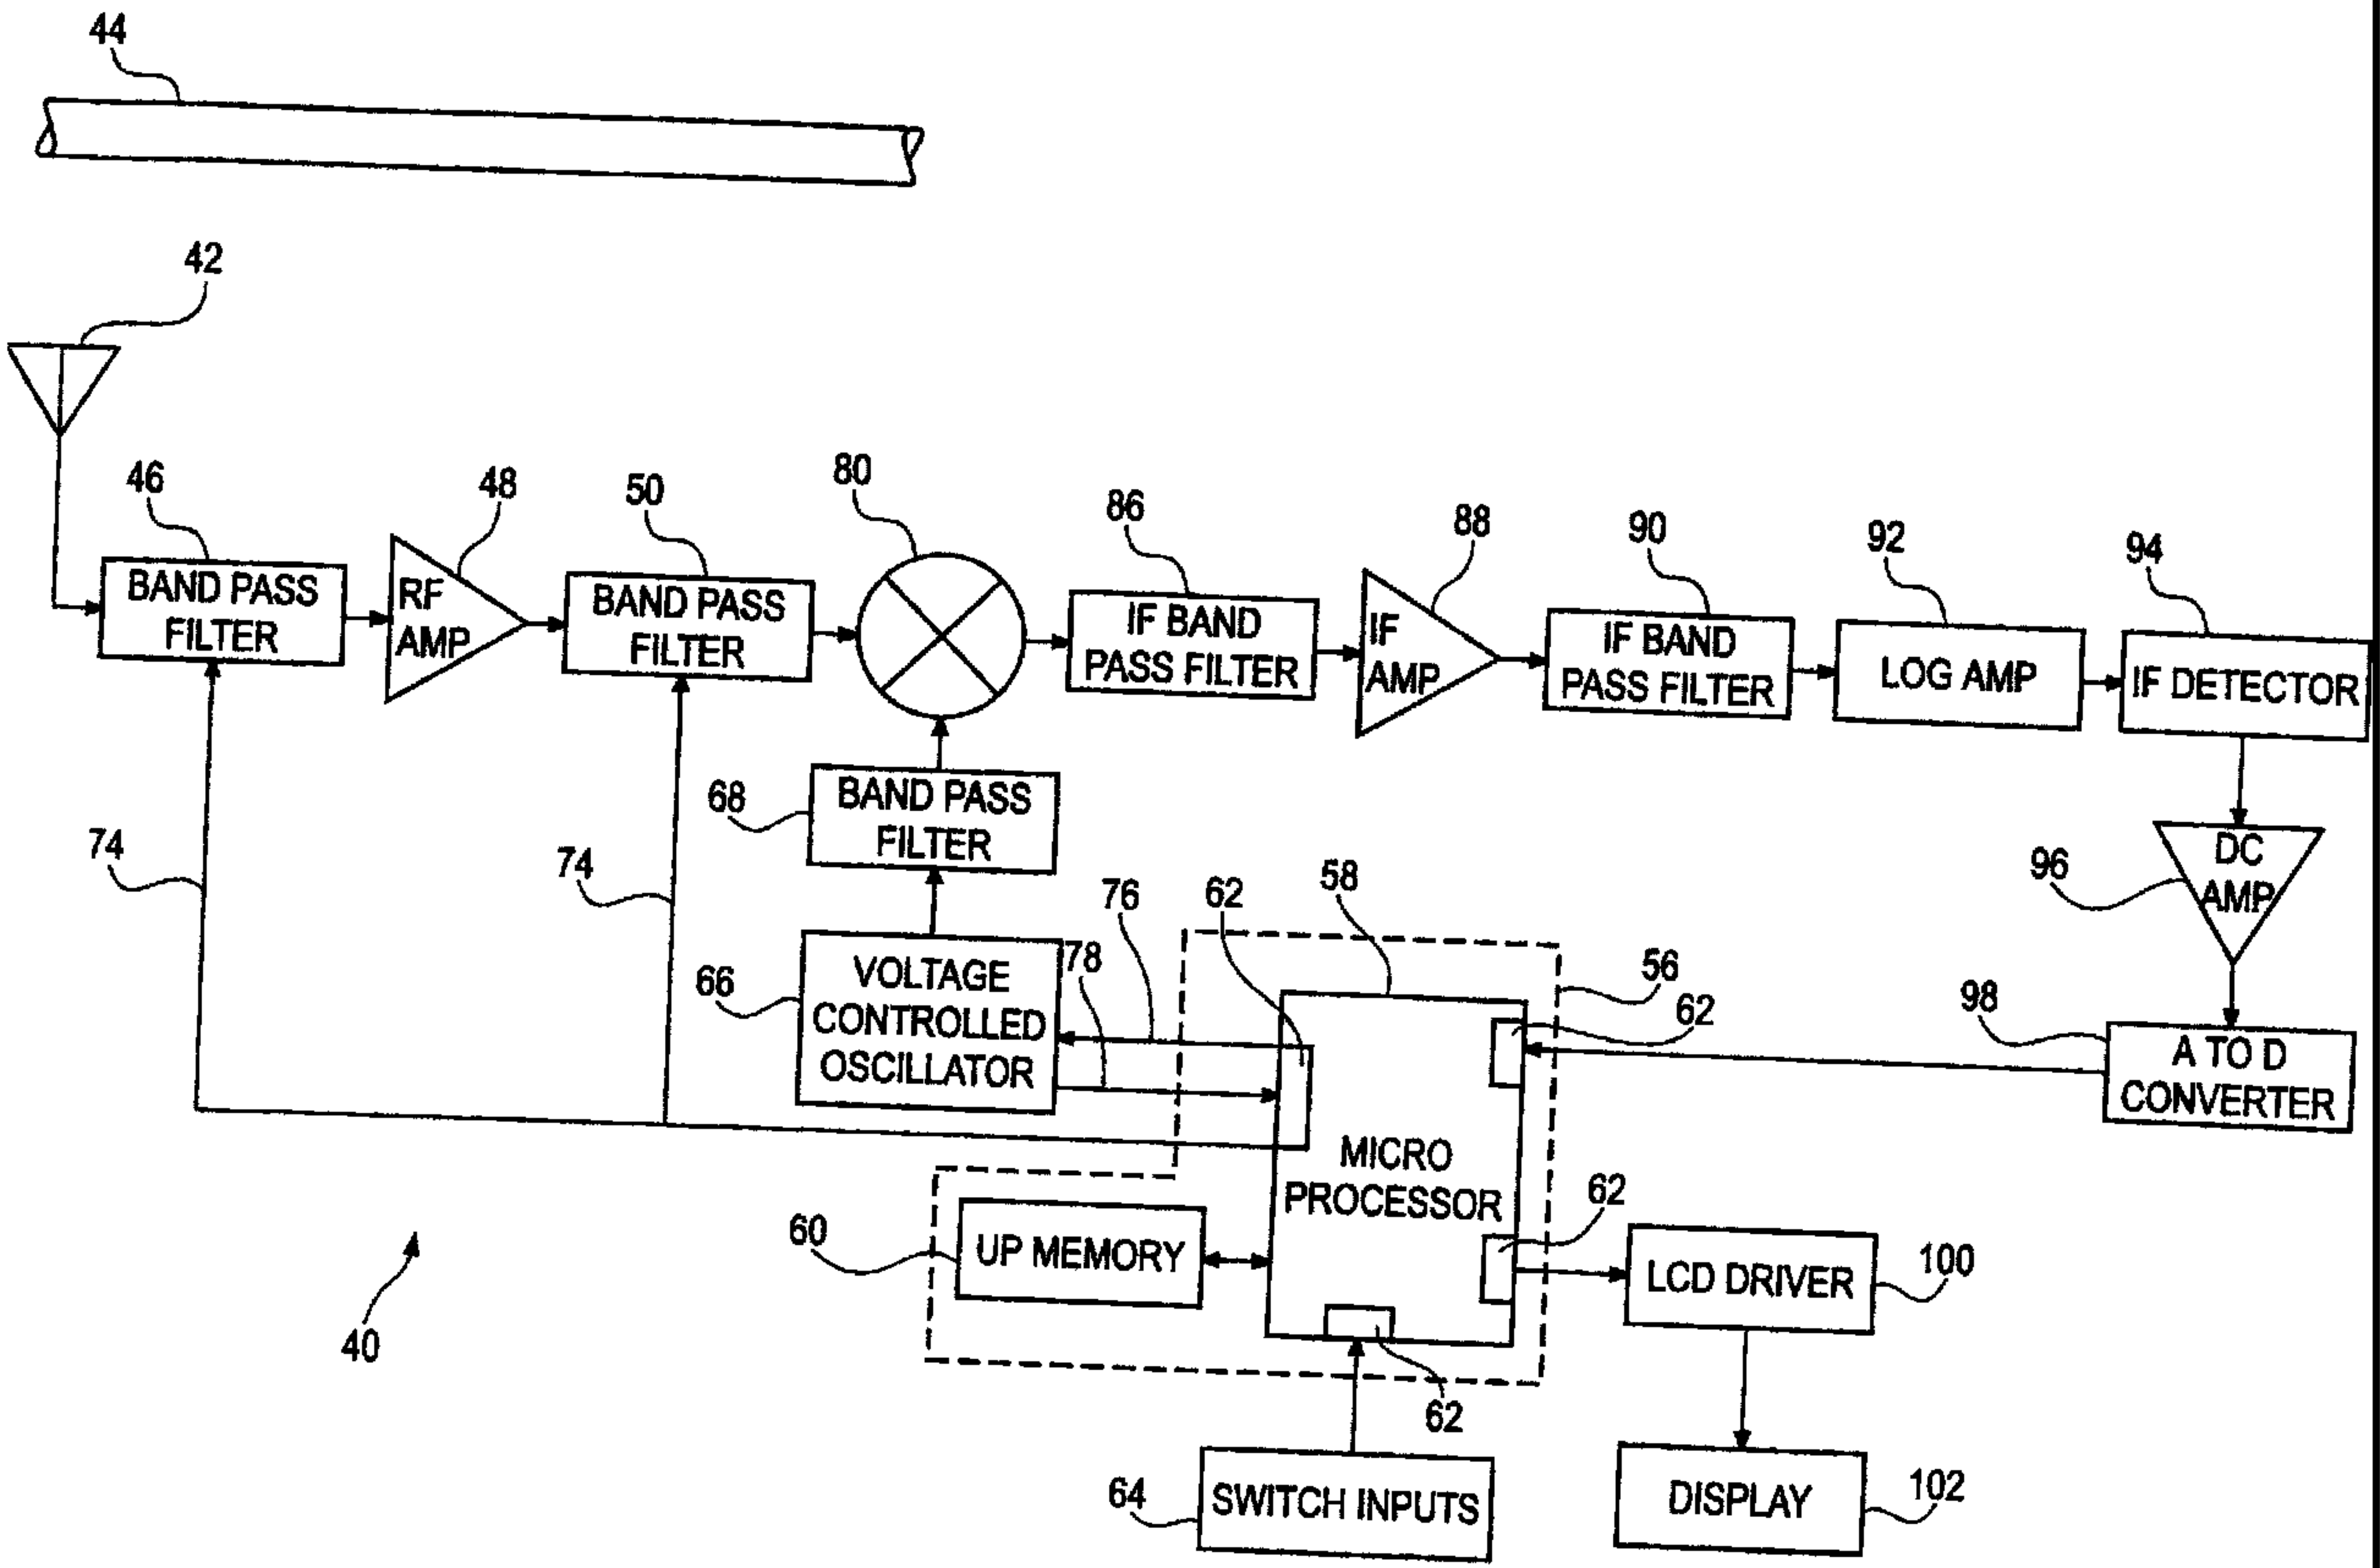 44
42
46
48
50
80
86
88
90
92
94
BAND PASS
FILTER
RF
AMP
BAND PASS
FILTER
IF BAND
PASS FILTER
IF
AMP
IF BAND
PASS FILTER
LOG AMP
IF DETECTOR
68
BAND PASS
FILTER
74
74
96
DC
AMP
66
VOLTAGE
CONTROLLED
OSCILLATOR
76
78
62
58
56
62
98
A TO D
CONVERTER
MICRO
PROCESSOR
60
UP MEMORY
62
LCD DRIVER
100
40
62
64
SWITCH INPUTS
DISPLAY
102